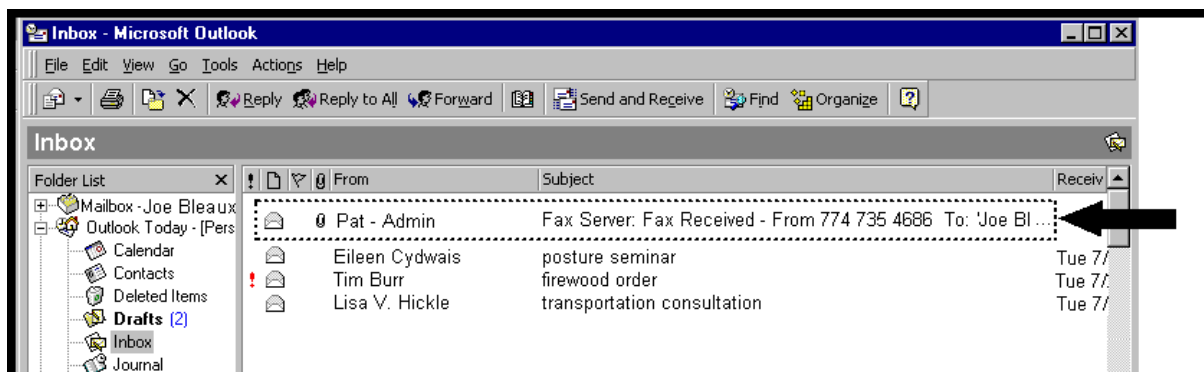 Inbox - Microsoft Outlook
File Edit View Go Tools Actions Help
Reply Reply to All Forward Send and Receive Find Organize
Inbox
Folder List ! From Subject Receiv
Mailbox - Joe Bleaux
Outlook Today - [Pers
Calendar
Contacts
Deleted Items
Drafts (2)
Inbox
Journal
Pat - Admin Fax Server: Fax Received - From 774 735 4686 To: 'Joe Bl ...
Eileen Cydwais posture seminar Tue 7/
! Tim Burr firewood order Tue 7/
Lisa V. Hickle transportation consultation Tue 7/